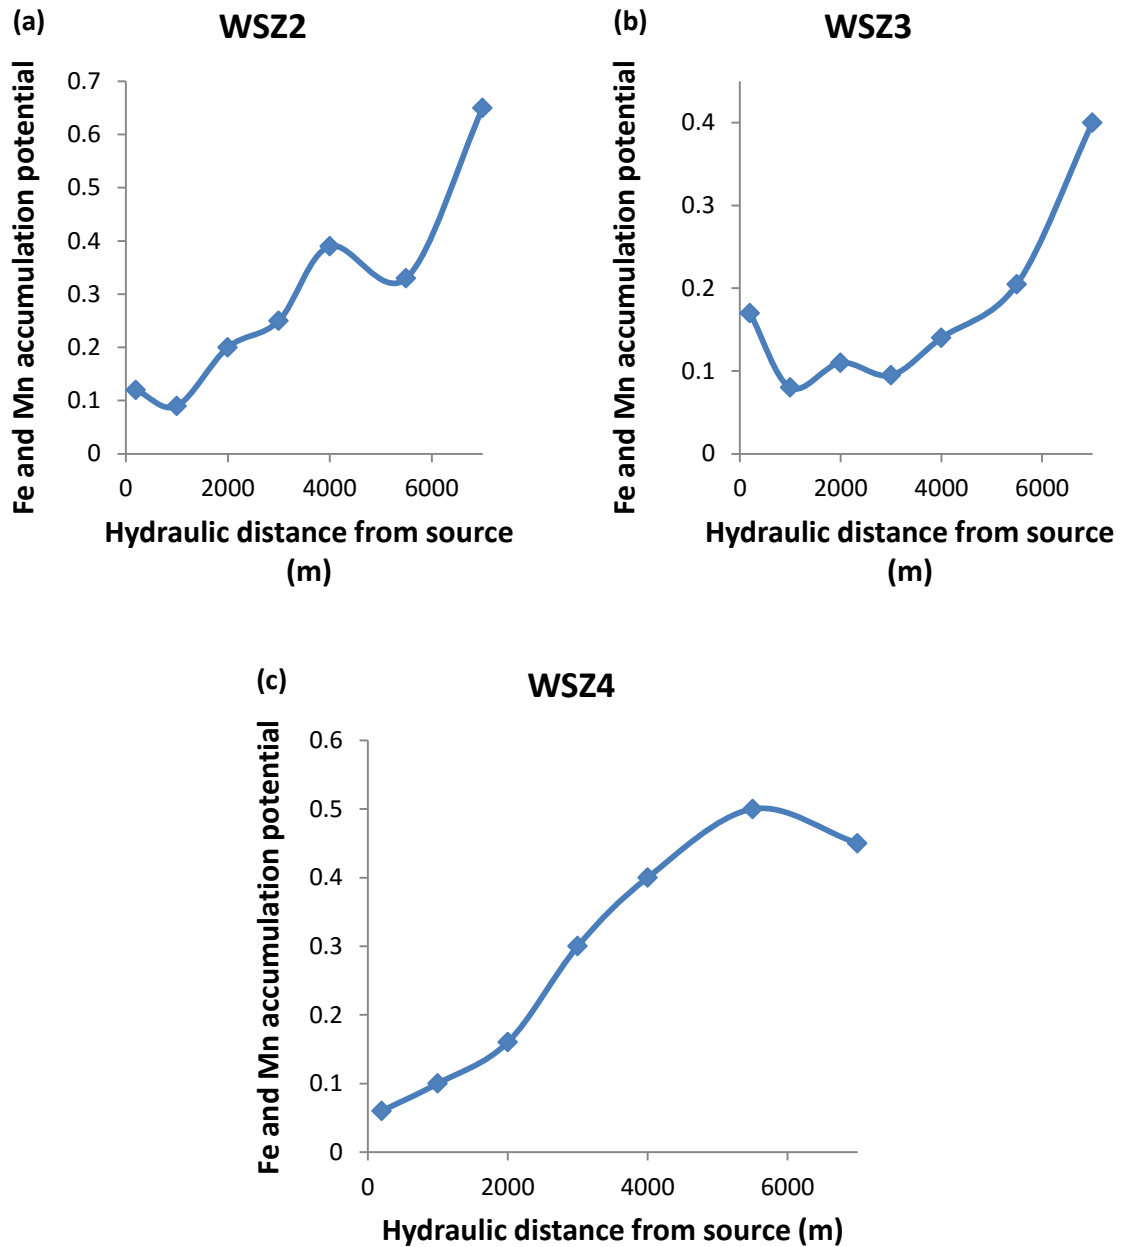 (a)
WSZ2
Fe and Mn accumulation potential
0.7
0.6
0.5
0.4
0.3
0.2
0.1
0
0 2000 4000 6000
Hydraulic distance from source
(m)
(b)
WSZ3
Fe and Mn accumulation potential
0.4
0.3
0.2
0.1
0
0 2000 4000 6000
Hydraulic distance from source
(m)
(c)
WSZ4
Fe and Mn accumulation potential
0.6
0.5
0.4
0.3
0.2
0.1
0
0 2000 4000 6000
Hydraulic distance from source (m)